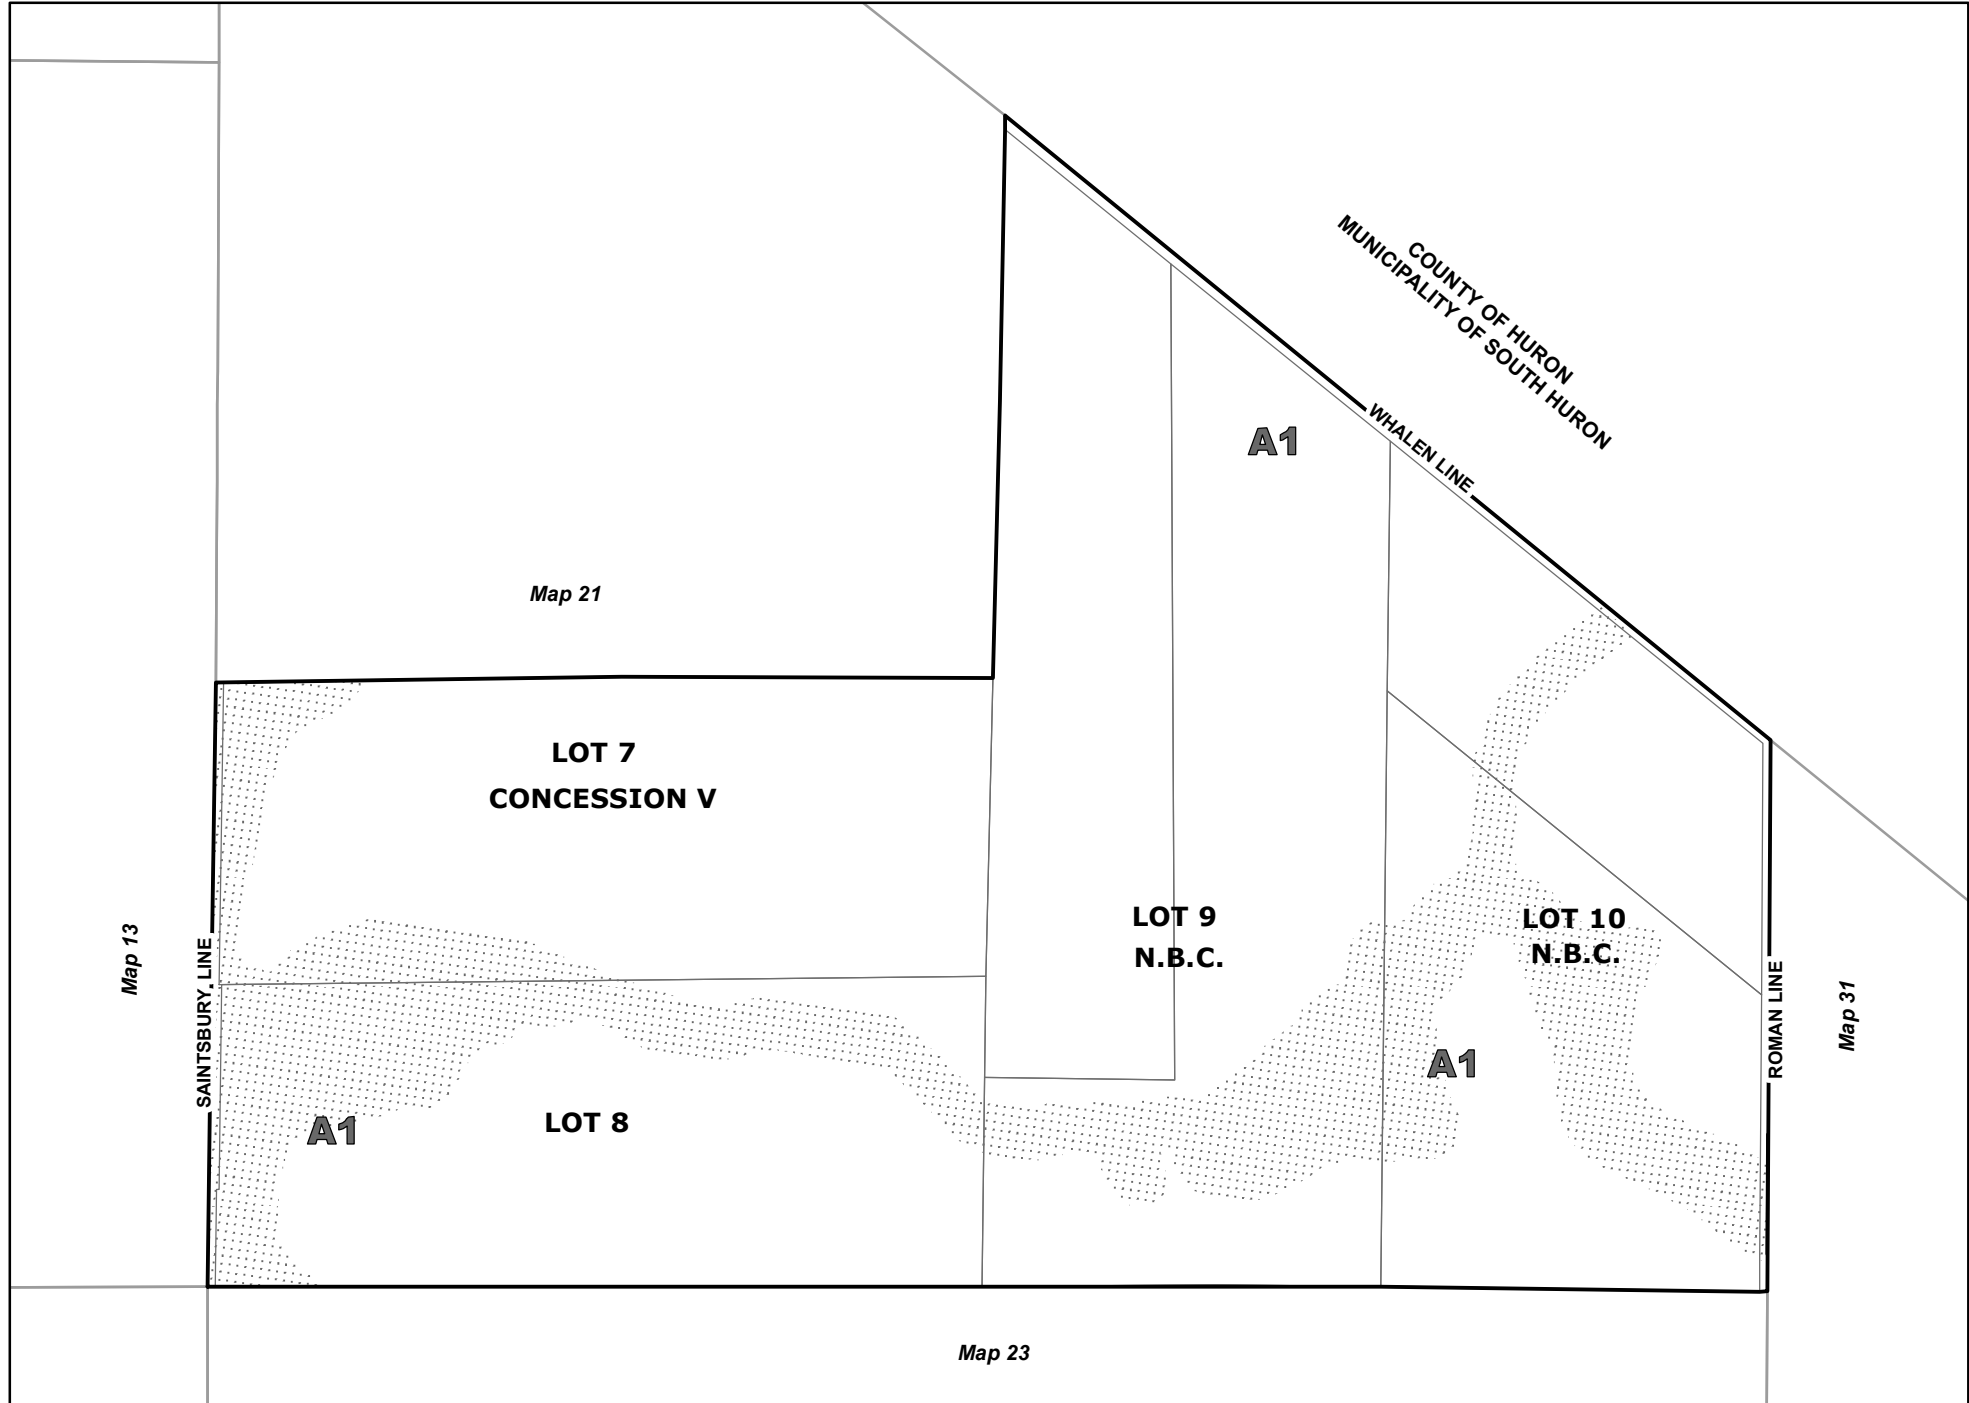 COUNTY OF HURON
MUNICIPALITY OF SOUTH HURON
WHALEN LINE
A1
Map 21
LOT 7
CONCESSION V
LOT 9
N.B.C.
LOT 10
N.B.C.
Map 13
SAINTSBURY LINE
ROMAN LINE
Map 31
A1
A1
LOT 8
Map 23